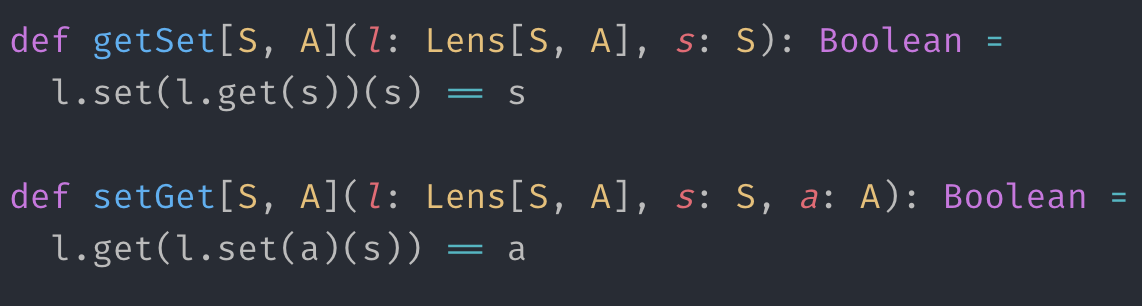 def getSet[S, A](l: Lens[S, A], s: S): Boolean =
  l.set(l.get(s))(s) == s
def setGet[S, A](l: Lens[S, A], s: S, a: A): Boolean =
  l.get(l.set(a)(s)) == a